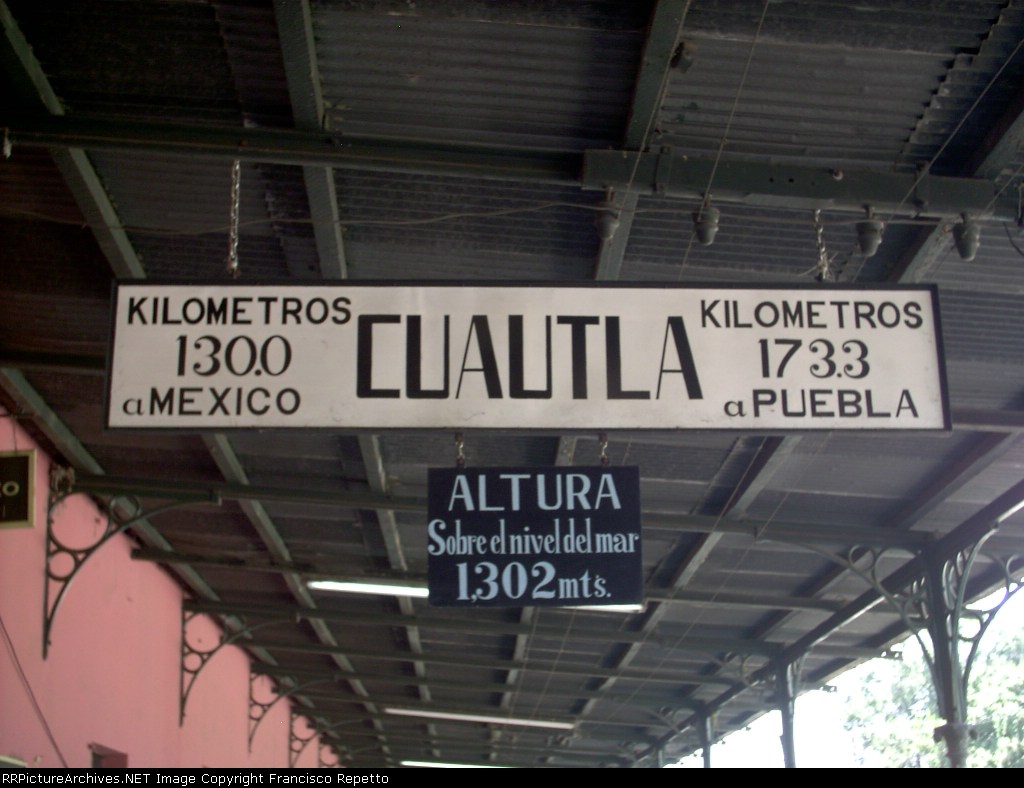 KILOMETROS
130.0
a MEXICO
CUAUTLA
KILOMETROS
173.3
a PUEBLA
ALTURA
Sobre el nivel del mar
1,302 mts.
RRPictureArchives.NET Image Copyright Francisco Repetto